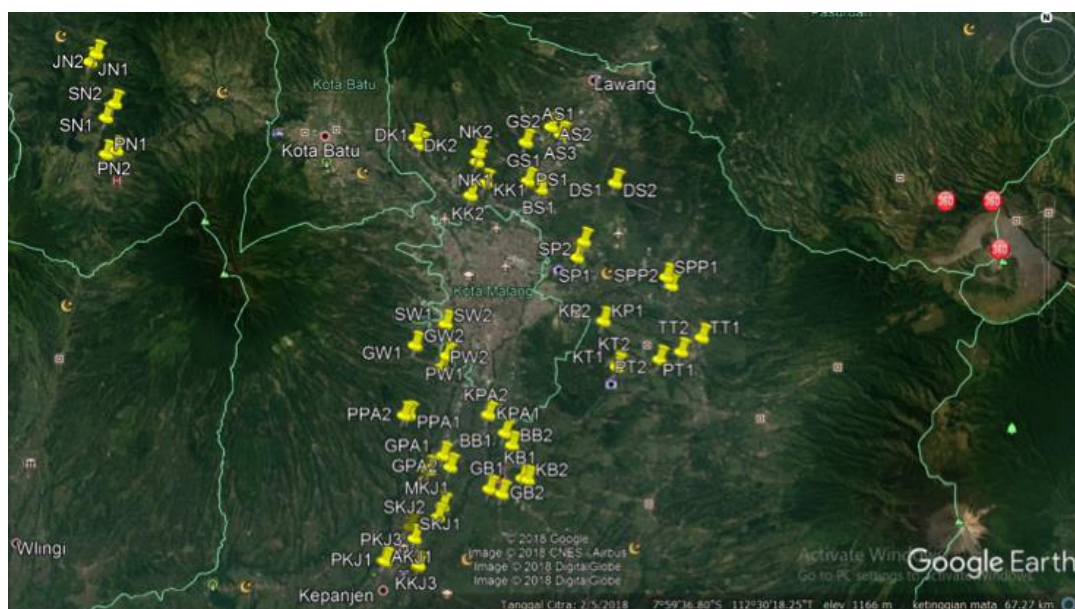 Pasuruan
JN2
JN1
SN2
SN1
PN1
PN2
Kota Batu
Kota Batu
Lawang
DK1
DK2
NK2
GS2
AS1
AS2
AS3
GS1
NK1
KK1
KK2
PS1
BS1
DS1
DS2
SP2
SP1
SPP2
SPP1
Kota Malang
SW1
SW2
GW2
GW1
PW2
PW1
KP2
KP1
TT2
TT1
KT2
KT1
PT2
PT1
KPA2
KPA1
PPA2
PPA1
BB1
BB2
GPA1
GPA2
KB1
KB2
GB1
GB2
MKJ1
SKJ2
SKJ1
PKJ3
PKJ1
AKJ1
KKJ3
Wlingi
Kepanjen
© 2018 Google
Image © 2018 CNES / Airbus
Image © 2018 DigitalGlobe
Image © 2018 DigitalGlobe
Activate Windows
Go to PC settings to activate Windows.
Google Earth
Tanggal Citra: 2/5/2018 7°59'36.80"S 112°30'18.25"T elev 1166 m ketinggian mata 67.27 km
N